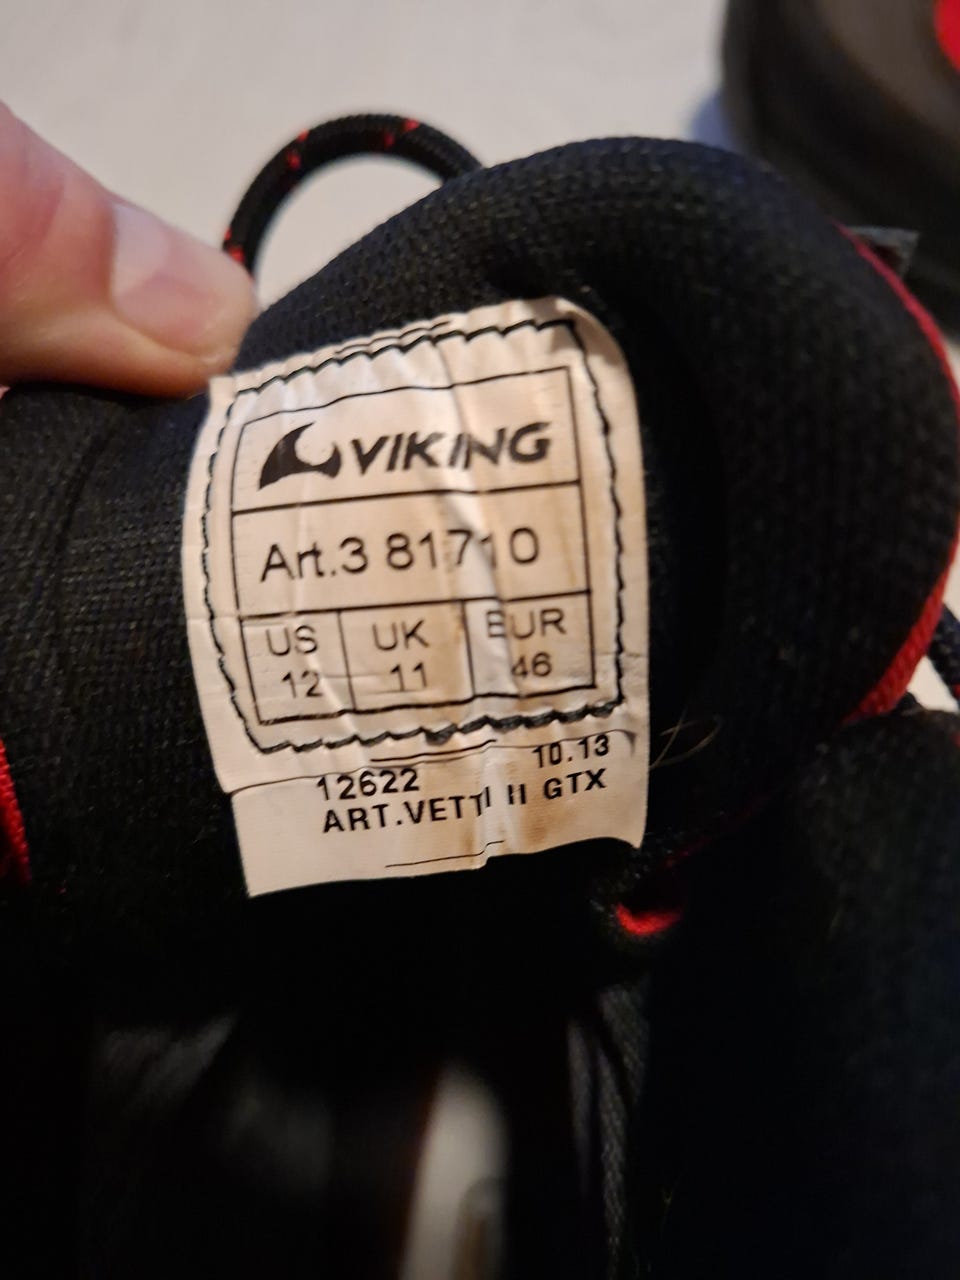 VIKING
Art.3 81710
US UK EUR
12 11 46
12622 10.13
ART.VETTI II GTX